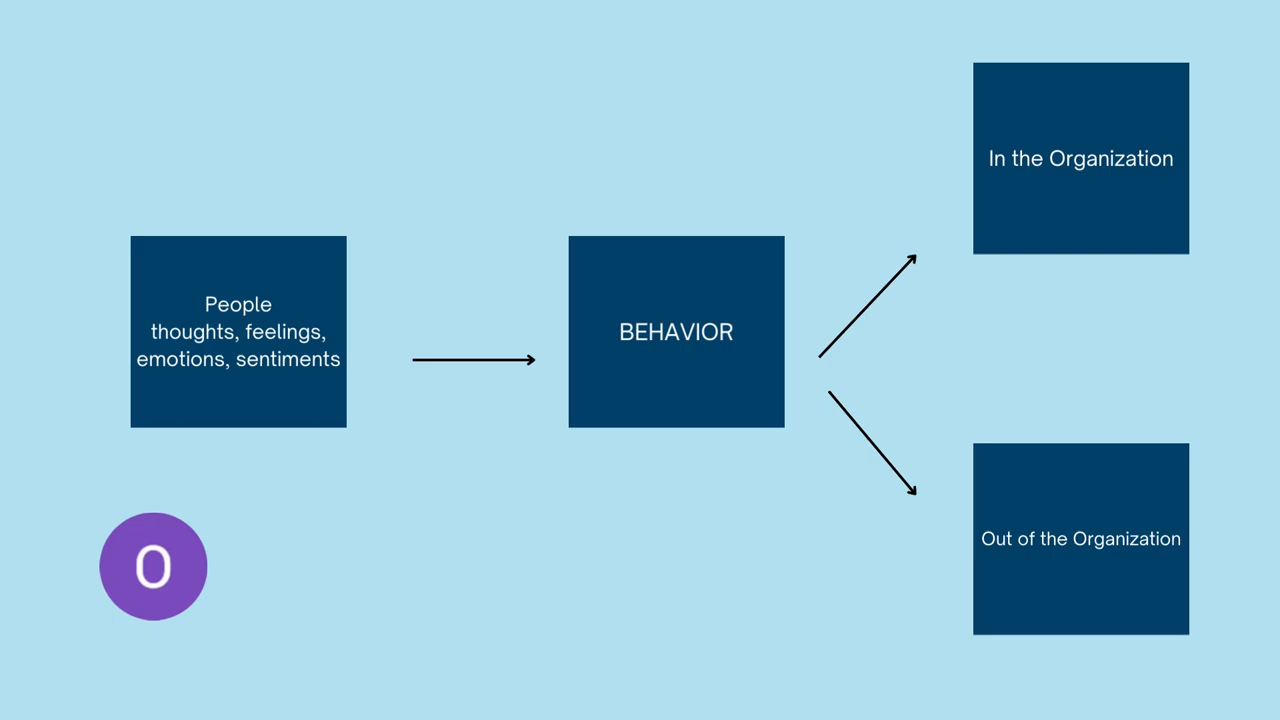 People
thoughts, feelings,
emotions, sentiments
BEHAVIOR
In the Organization
Out of the Organization
O